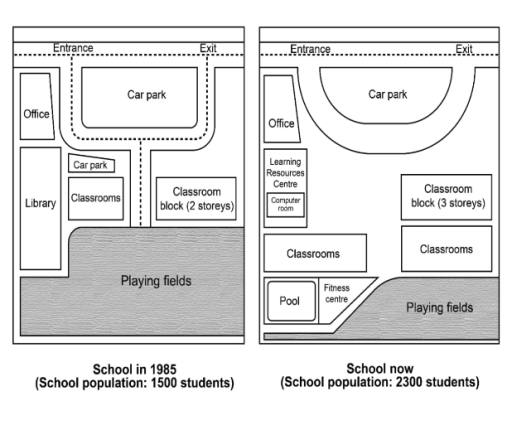 Entrance
Exit
Car park
Office
Car park
Library
Classrooms
Classroom
block (2 storeys)
Playing fields
School in 1985
(School population: 1500 students)
Entrance
Exit
Car park
Office
Learning
Resources
Centre
Computer
room
Classroom
block (3 storeys)
Classrooms
Classrooms
Pool
Fitness
centre
Playing fields
School now
(School population: 2300 students)